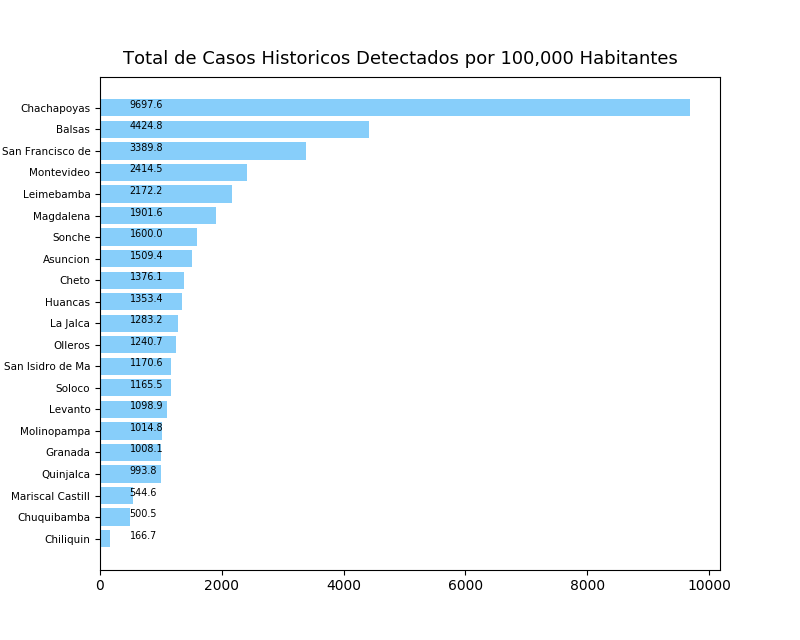 Total de Casos Historicos Detectados por 100,000 Habitantes
Chachapoyas 9697.6
Balsas 4424.8
San Francisco de 3389.8
Montevideo 2414.5
Leimebamba 2172.2
Magdalena 1901.6
Sonche 1600.0
Asuncion 1509.4
Cheto 1376.1
Huancas 1353.4
La Jalca 1283.2
Olleros 1240.7
San Isidro de Ma 1170.6
Soloco 1165.5
Levanto 1098.9
Molinopampa 1014.8
Granada 1008.1
Quinjalca 993.8
Mariscal Castill 544.6
Chuquibamba 500.5
Chiliquin 166.7
0 2000 4000 6000 8000 10000